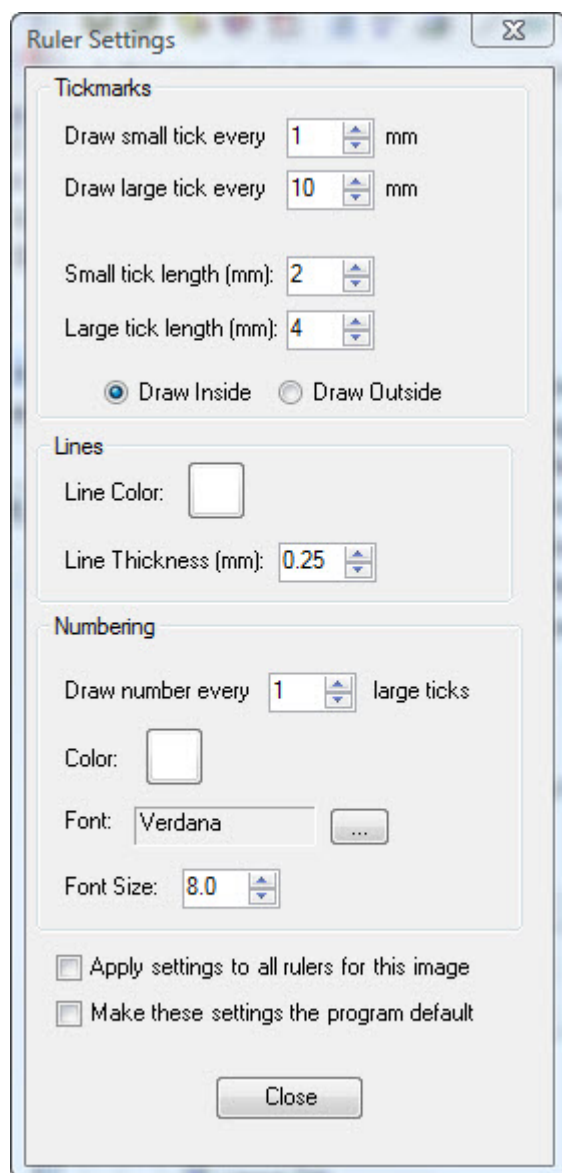 Ruler Settings
Tickmarks
Draw small tick every 1 mm
Draw large tick every 10 mm
Small tick length (mm): 2
Large tick length (mm): 4
Draw Inside Draw Outside
Lines
Line Color:
Line Thickness (mm): 0.25
Numbering
Draw number every 1 large ticks
Color:
Font: Verdana ...
Font Size: 8.0
Apply settings to all rulers for this image
Make these settings the program default
Close